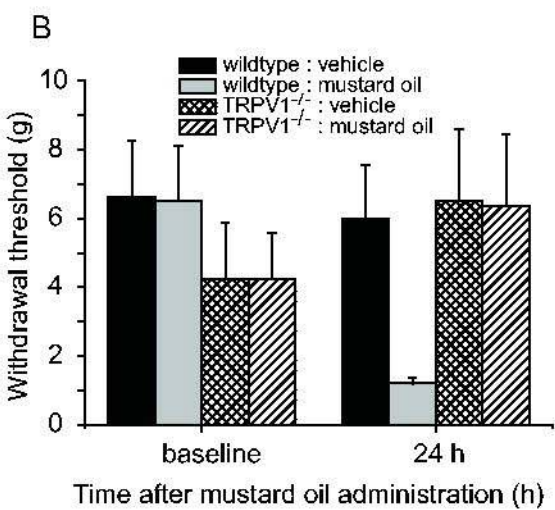 B
wildtype : vehicle
wildtype : mustard oil
TRPV1⁻/⁻ : vehicle
TRPV1⁻/⁻ : mustard oil
10
8
6
4
2
0
Withdrawal threshold (g)
baseline 24 h
Time after mustard oil administration (h)